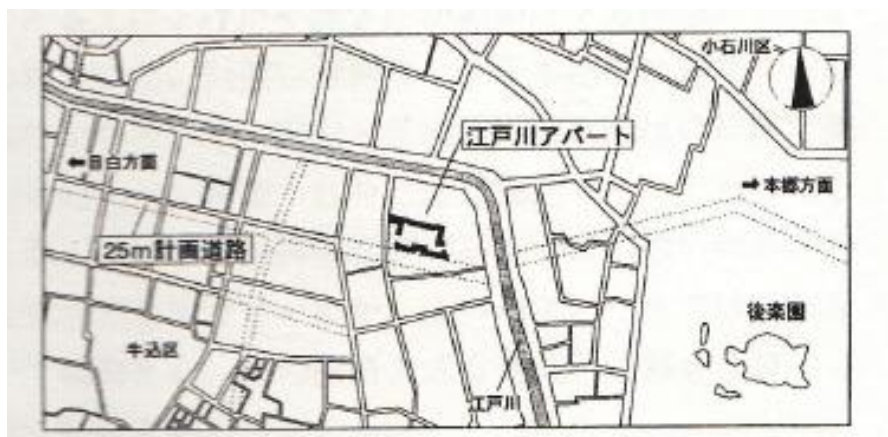 小石川区
江戸川アパート
←目白方面
→本郷方面
25m計画道路
後楽園
牛込区
江戸川